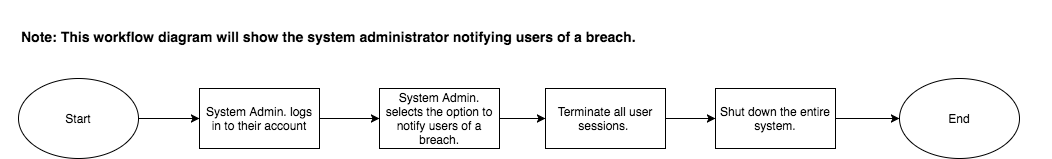 Note: This workflow diagram will show the system administrator notifying users of a breach.
Start
System Admin. logs
in to their account
System Admin.
selects the option to
notify users of a
breach.
Terminate all user
sessions.
Shut down the entire
system.
End